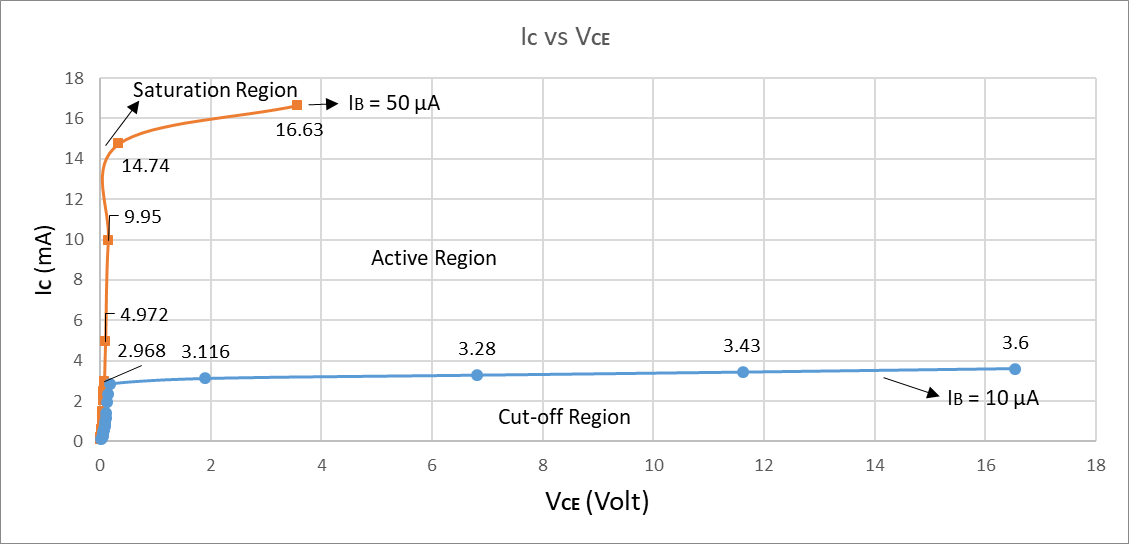 Ic vs VCE
18
16
14
12
10
8
6
4
2
0
Ic (mA)
Saturation Region
IB = 50 µA
16.63
14.74
9.95
4.972
2.968
3.116
3.28
3.43
3.6
Active Region
IB = 10 µA
Cut-off Region
0 2 4 6 8 10 12 14 16 18
VCE (Volt)